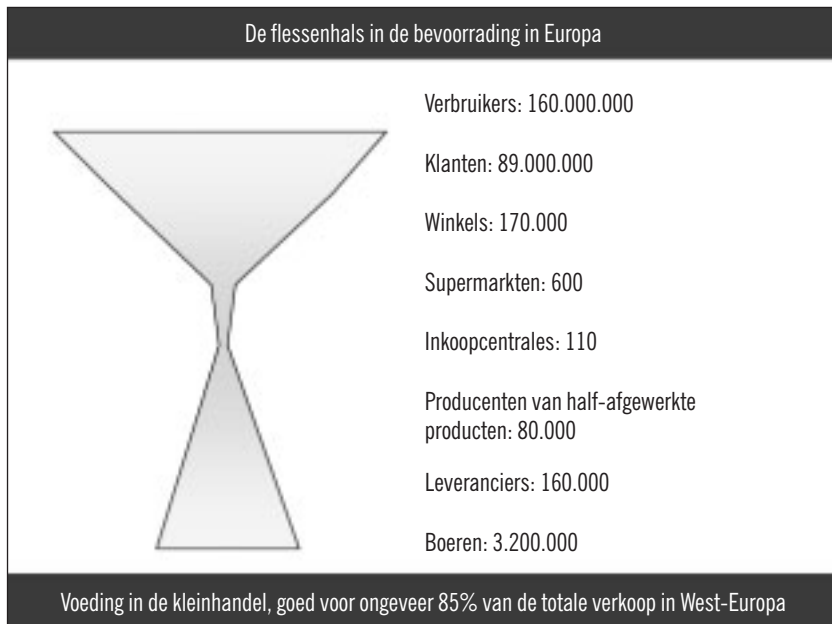 De flessenhals in de bevoorrading in Europa
Verbruikers: 160.000.000
Klanten: 89.000.000
Winkels: 170.000
Supermarkten: 600
Inkoopcentrales: 110
Producenten van half-afgewerkte
producten: 80.000
Leveranciers: 160.000
Boeren: 3.200.000
Voeding in de kleinhandel, goed voor ongeveer 85% van de totale verkoop in West-Europa